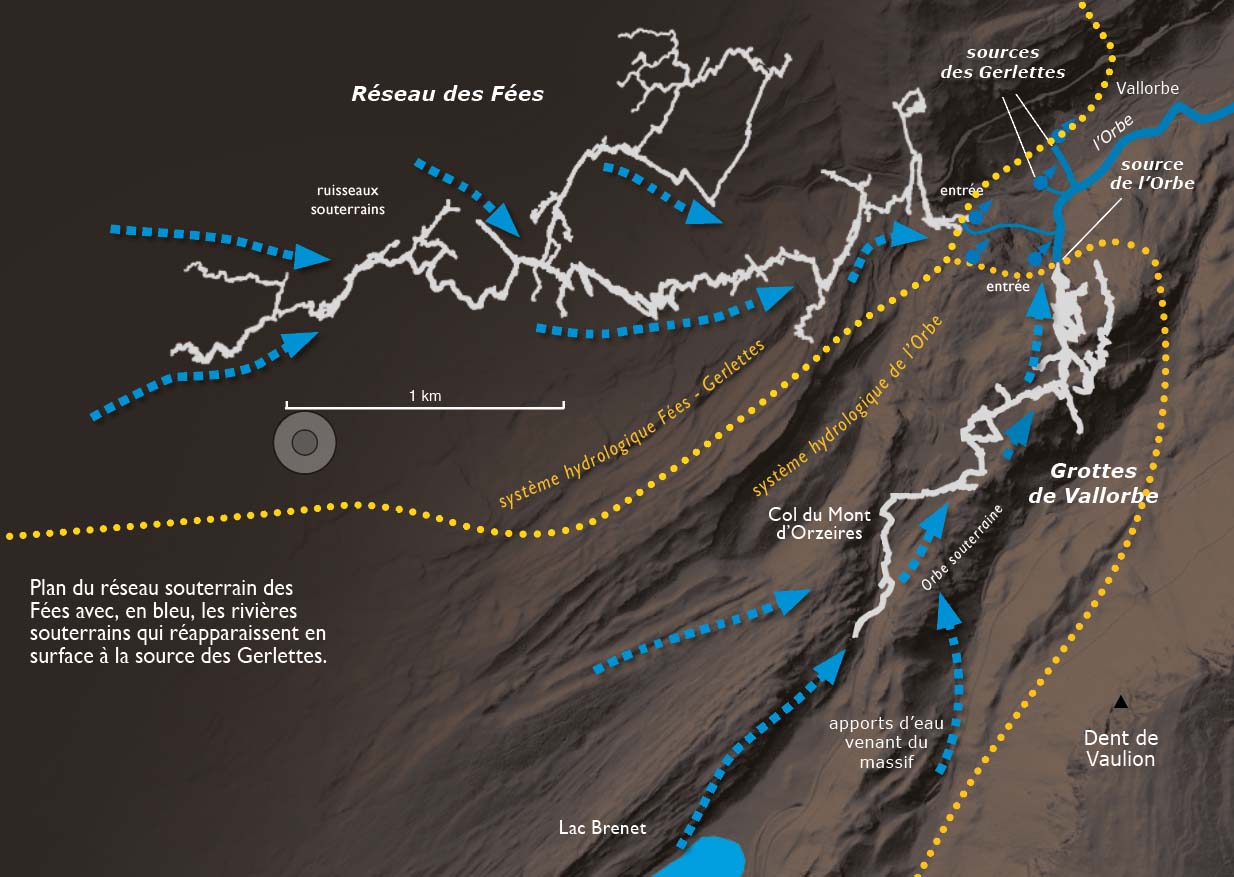 sources
des Gerlettes
Vallorbe
Réseau des Fées
l'Orbe
source
de l'Orbe
ruisseaux
souterrains
entrée
entrée
1 km
système hydrologique Fées - Gerlettes
système hydrologique de l'Orbe
Grottes
de Vallorbe
Col du Mont
d'Orzeires
Orbe souterraine
Plan du réseau souterrain des
Fées avec, en bleu, les rivières
souterrains qui réapparaissent en
surface à la source des Gerlettes.
apports d'eau
venant du
massif
Dent de
Vaulion
Lac Brenet